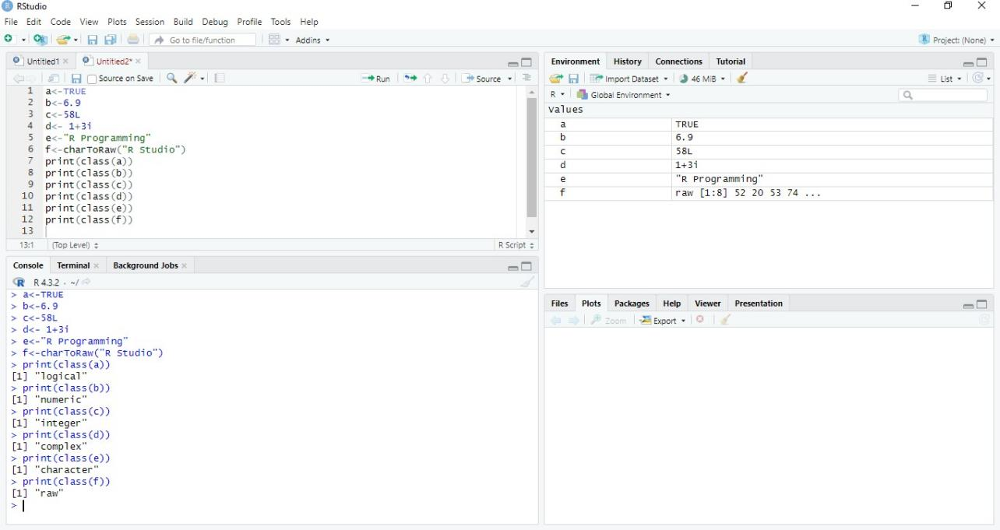 RStudio
File Edit Code View Plots Session Build Debug Profile Tools Help
Go to file/function Addins Project: (None)
Untitled1 Untitled2*
Source on Save Run Source
1 a<-TRUE
2 b<-6.9
3 c<-58L
4 d<- 1+3i
5 e<-"R Programming"
6 f<-charToRaw("R Studio")
7 print(class(a))
8 print(class(b))
9 print(class(c))
10 print(class(d))
11 print(class(e))
12 print(class(f))
13
13:1 (Top Level) R Script
Console Terminal Background Jobs
R 4.3.2 · ~/
> a<-TRUE
> b<-6.9
> c<-58L
> d<- 1+3i
> e<-"R Programming"
> f<-charToRaw("R Studio")
> print(class(a))
[1] "logical"
> print(class(b))
[1] "numeric"
> print(class(c))
[1] "integer"
> print(class(d))
[1] "complex"
> print(class(e))
[1] "character"
> print(class(f))
[1] "raw"
>
Environment History Connections Tutorial
Import Dataset 46 MiB List
R Global Environment
Values
a TRUE
b 6.9
c 58L
d 1+3i
e "R Programming"
f raw [1:8] 52 20 53 74 ...
Files Plots Packages Help Viewer Presentation
Zoom Export